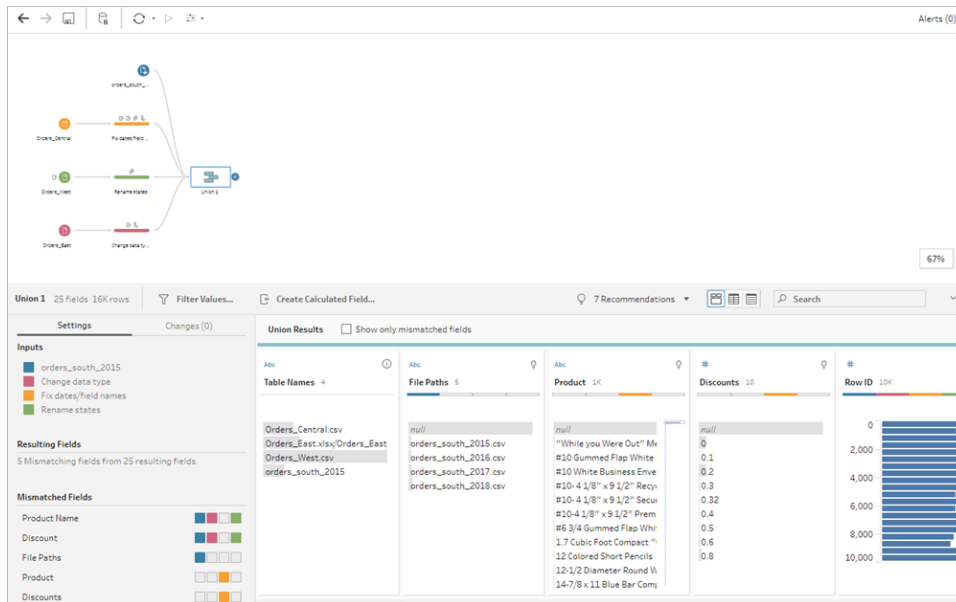 Alerts (0)
orders_south_...
Orders_Central
Fix dates/field ...
Orders_West
Rename states
Union 1
Orders_East
Change data ty...
67%
Union 1 25 fields 16K rows
Filter Values...
Create Calculated Field...
7 Recommendations
Search
Settings
Changes (0)
Union Results
Show only mismatched fields
Inputs
orders_south_2015
Change data type
Fix dates/field names
Rename states
Resulting Fields
5 Mismatching fields from 25 resulting fields.
Mismatched Fields
Product Name
Discount
File Paths
Product
Discounts
Abc
Table Names 4
Orders_Central.csv
Orders_East.xlsx/Orders_East
Orders_West.csv
orders_south_2015
Abc
File Paths 5
null
orders_south_2015.csv
orders_south_2016.csv
orders_south_2017.csv
orders_south_2018.csv
Abc
Product 1K
null
"While you Were Out" Me
#10 Gummed Flap White
#10 White Business Enve
#10- 4 1/8" x 9 1/2" Recy
#10- 4 1/8" x 9 1/2" Secu
#10-4 1/8" x 9 1/2" Prem
#6 3/4 Gummed Flap Whi
1.7 Cubic Foot Compact "
12 Colored Short Pencils
12-1/2 Diameter Round W
14-7/8 x 11 Blue Bar Comp
#
Discounts 10
null
0
0.1
0.2
0.3
0.32
0.4
0.5
0.6
0.8
#
Row ID 10K
0
2,000
4,000
6,000
8,000
10,000